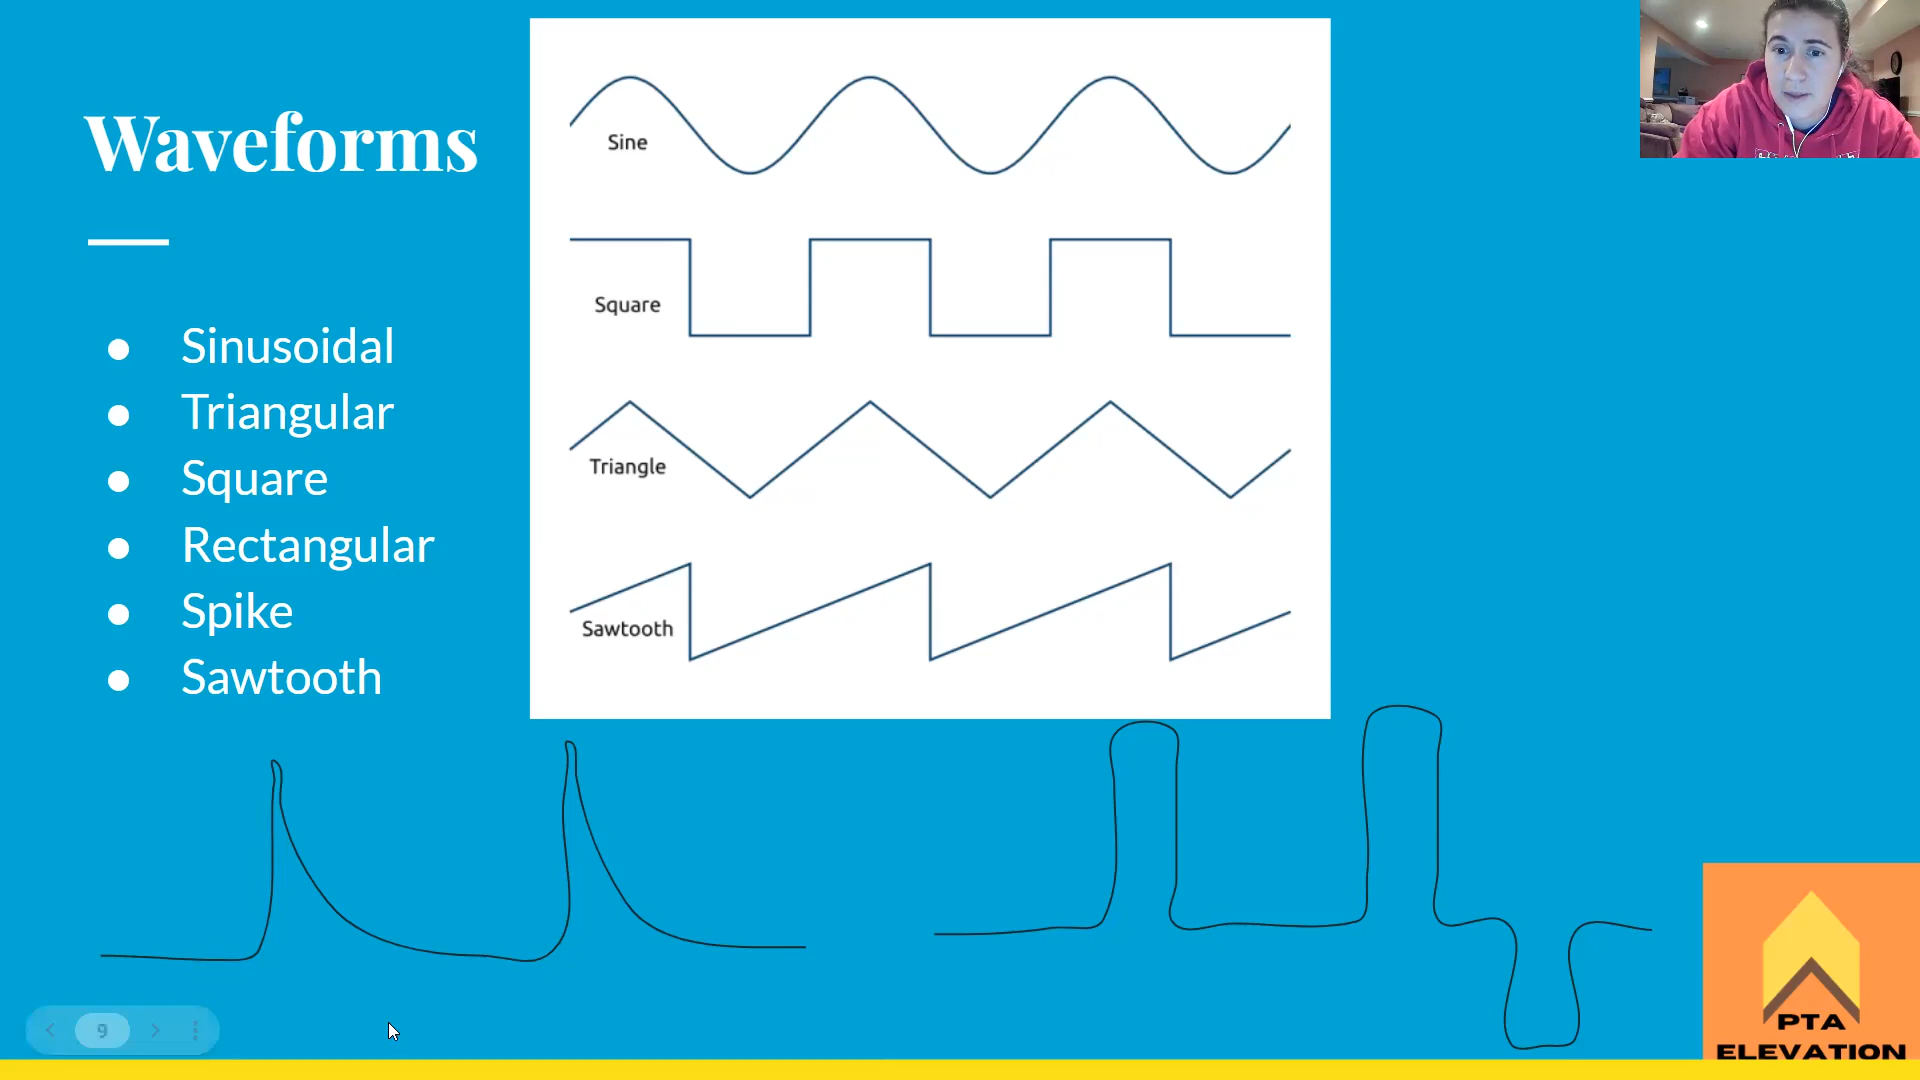 Waveforms
Sinusoidal
Triangular
Square
Rectangular
Spike
Sawtooth
Sine
Square
Triangle
Sawtooth
9
PTA
ELEVATION